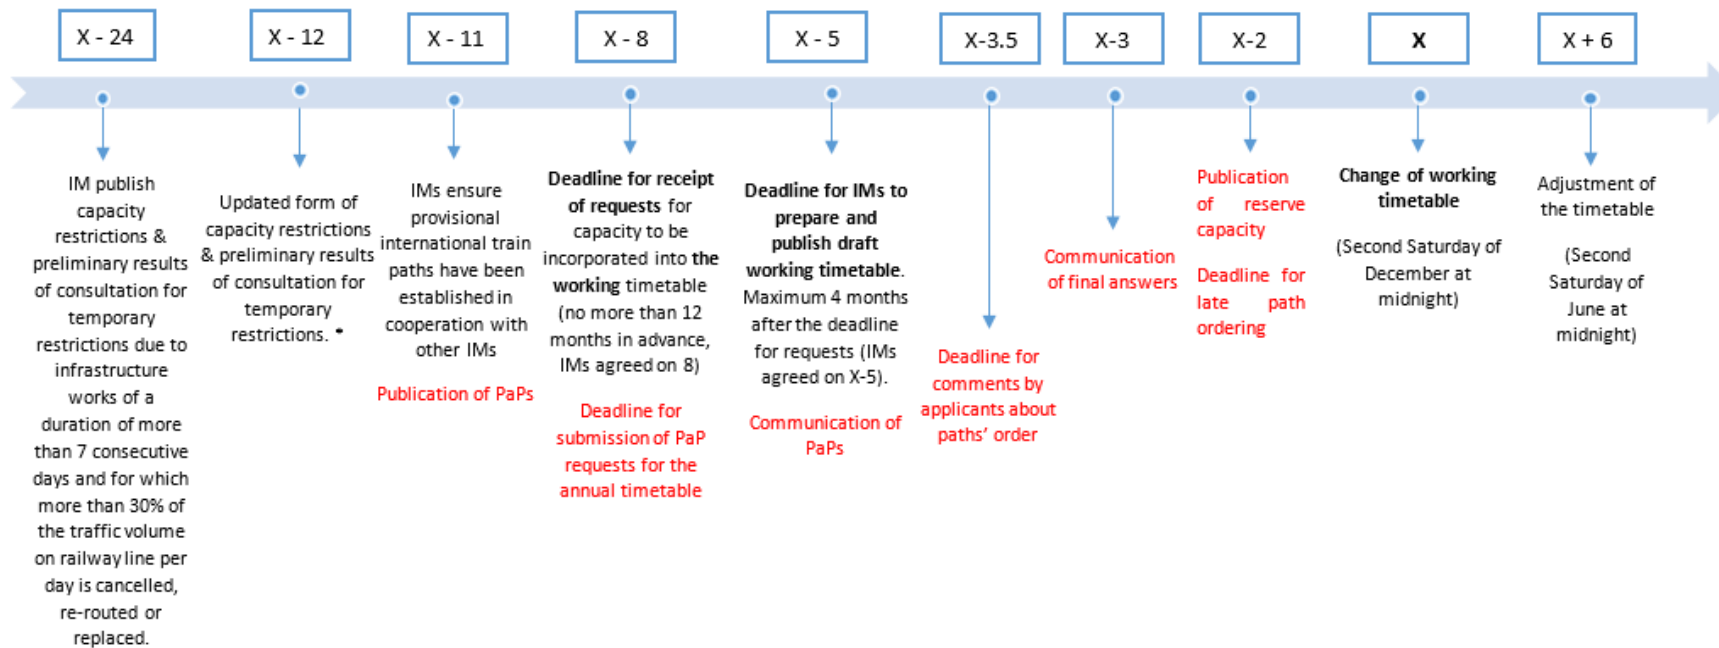 X - 24
X - 12
X - 11
X - 8
X - 5
X-3.5
X-3
X-2
X
X + 6
IM publish
capacity
restrictions &
preliminary results
of consultation for
temporary
restrictions due to
infrastructure
works of a
duration of more
than 7 consecutive
days and for which
more than 30% of
the traffic volume
on railway line per
day is cancelled,
re-routed or
replaced.
Updated form of
capacity restrictions
& preliminary results
of consultation for
temporary
restrictions. *
IMs ensure
provisional
international train
paths have been
established in
cooperation with
other IMs
Publication of PaPs
Deadline for receipt
of requests for
capacity to be
incorporated into the
working timetable
(no more than 12
months in advance,
IMs agreed on 8)
Deadline for
submission of PaP
requests for the
annual timetable
Deadline for IMs to
prepare and
publish draft
working timetable.
Maximum 4 months
after the deadline
for requests (IMs
agreed on X-5).
Communication of
PaPs
Deadline for
comments by
applicants about
paths' order
Communication
of final answers
Publication
of reserve
capacity
Deadline for
late path
ordering
Change of working
timetable
(Second Saturday of
December at
midnight)
Adjustment of
the timetable
(Second
Saturday of
June at
midnight)